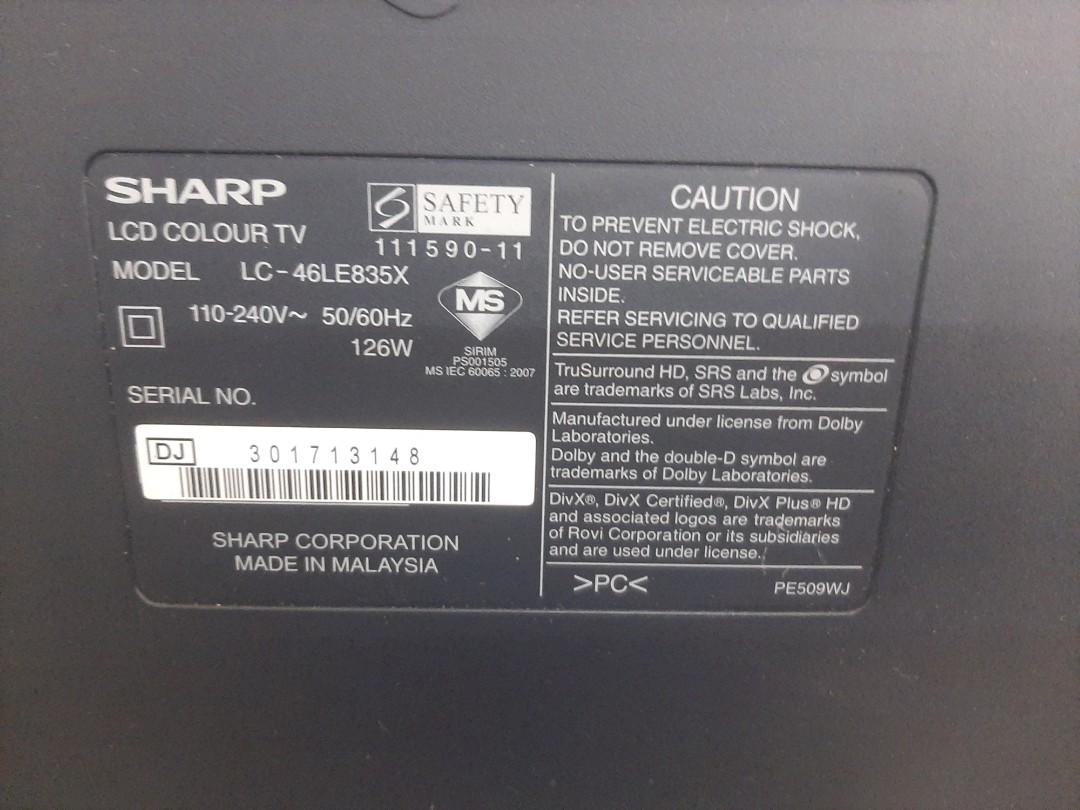 SHARP
LCD COLOUR TV
MODEL LC-46LE835X
110-240V~ 50/60Hz
126W
SAFETY
MARK
111590-11
MS
SIRIM
PS001505
MS IEC 60065 : 2007
SERIAL NO.
DJ 301713148
SHARP CORPORATION
MADE IN MALAYSIA
CAUTION
TO PREVENT ELECTRIC SHOCK,
DO NOT REMOVE COVER.
NO-USER SERVICEABLE PARTS
INSIDE.
REFER SERVICING TO QUALIFIED
SERVICE PERSONNEL.
TruSurround HD, SRS and the symbol
are trademarks of SRS Labs, Inc.
Manufactured under license from Dolby
Laboratories.
Dolby and the double-D symbol are
trademarks of Dolby Laboratories.
DivX®, DivX Certified®, DivX Plus® HD
and associated logos are trademarks
of Rovi Corporation or its subsidiaries
and are used under license.
>PC< PE509WJ